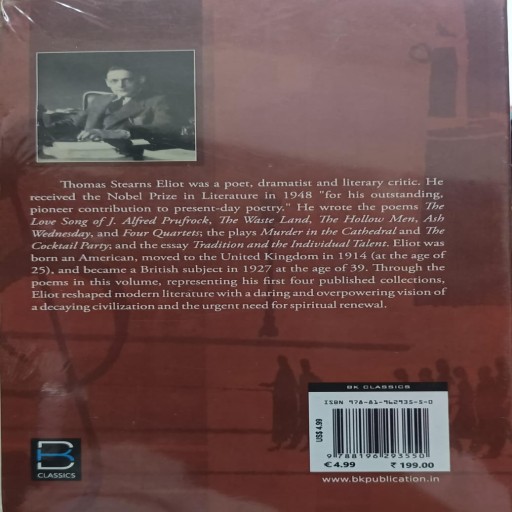 Thomas Stearns Eliot was a poet, dramatist and literary critic. He
received the Nobel Prize in Literature in 1948 "for his outstanding,
pioneer contribution to present-day poetry." He wrote the poems The
Love Song of J. Alfred Prufrock, The Waste Land, The Hollow Men, Ash
Wednesday, and Four Quartets; the plays Murder in the Cathedral and The
Cocktail Party; and the essay Tradition and the Individual Talent. Eliot was
born an American, moved to the United Kingdom in 1914 (at the age of
25), and became a British subject in 1927 at the age of 39. Through the
poems in this volume, representing his first four published collections,
Eliot reshaped modern literature with a daring and overpowering vision of
a decaying civilization and the urgent need for spiritual renewal.
BK CLASSICS
ISBN 978-81-962935-5-0
US$ 4.99
9 788196 293550
€4.99 ₹ 199.00
www.bkpublication.in
B
CLASSICS